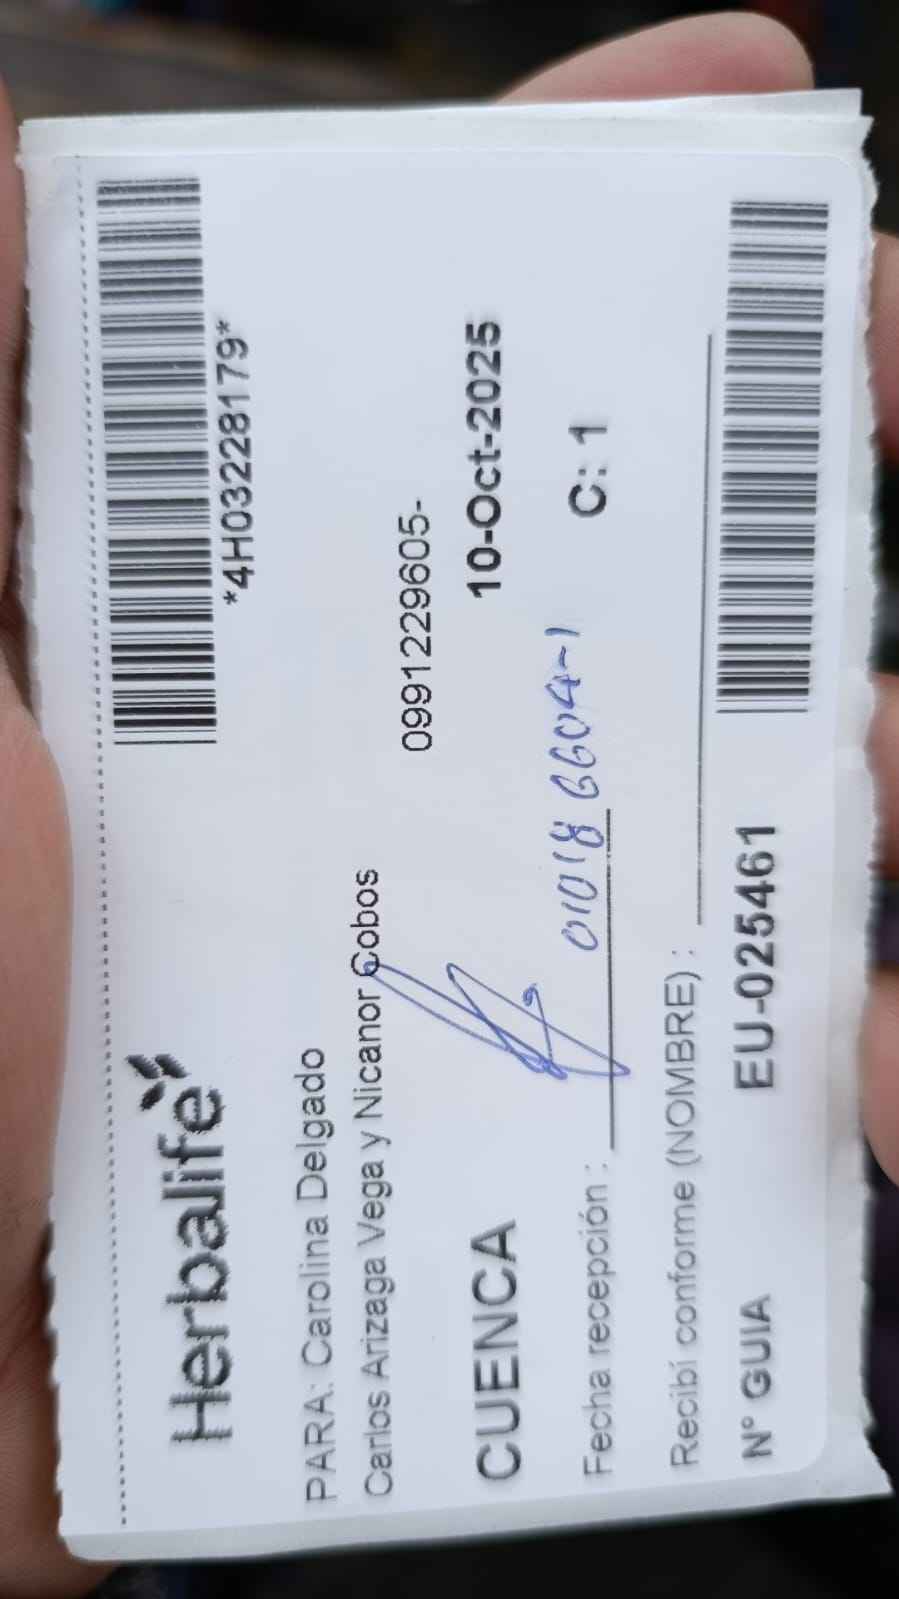 Herbalife
*4H03228179*
PARA: Carolina Delgado
Carlos Arizaga Vega y Nicanor Cobos
0991229605-
CUENCA 10-Oct-2025
01018 6604-1
Fecha recepción : C: 1
Recibí conforme (NOMBRE) :
N° GUIA EU-025461